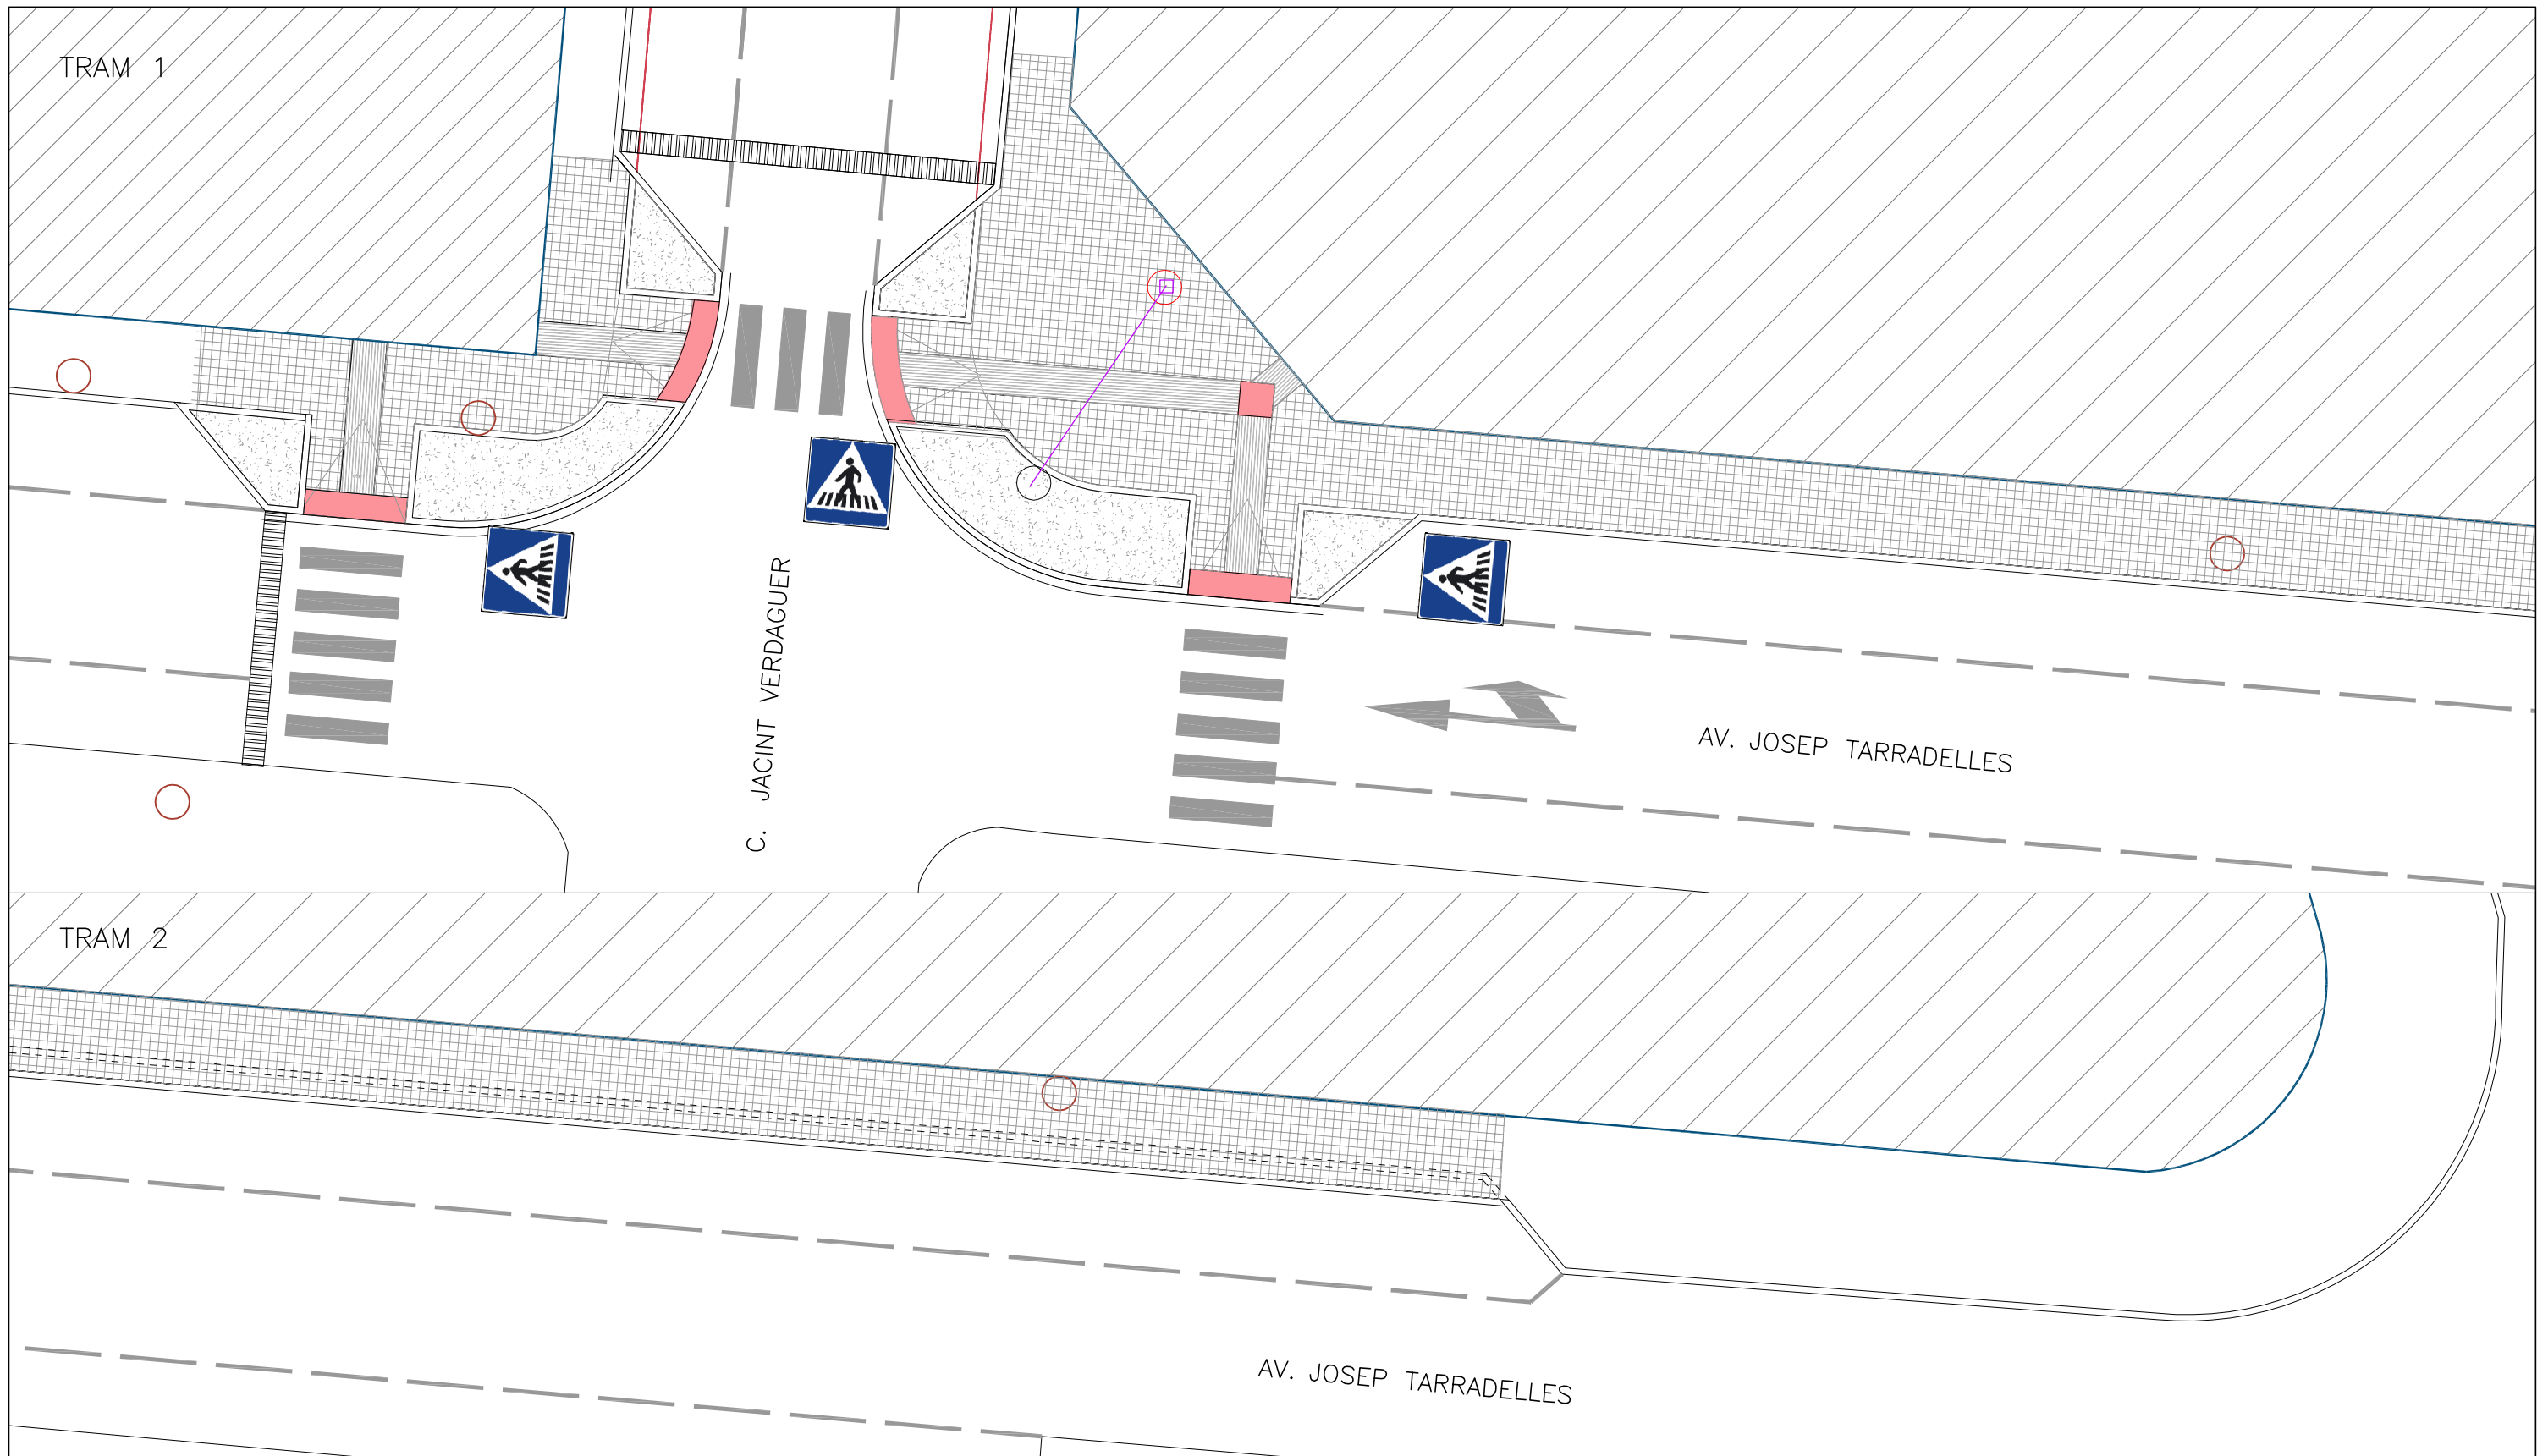 TRAM 1
C. JACINT VERDAGUER
AV. JOSEP TARRADELLES
TRAM 2
AV. JOSEP TARRADELLES